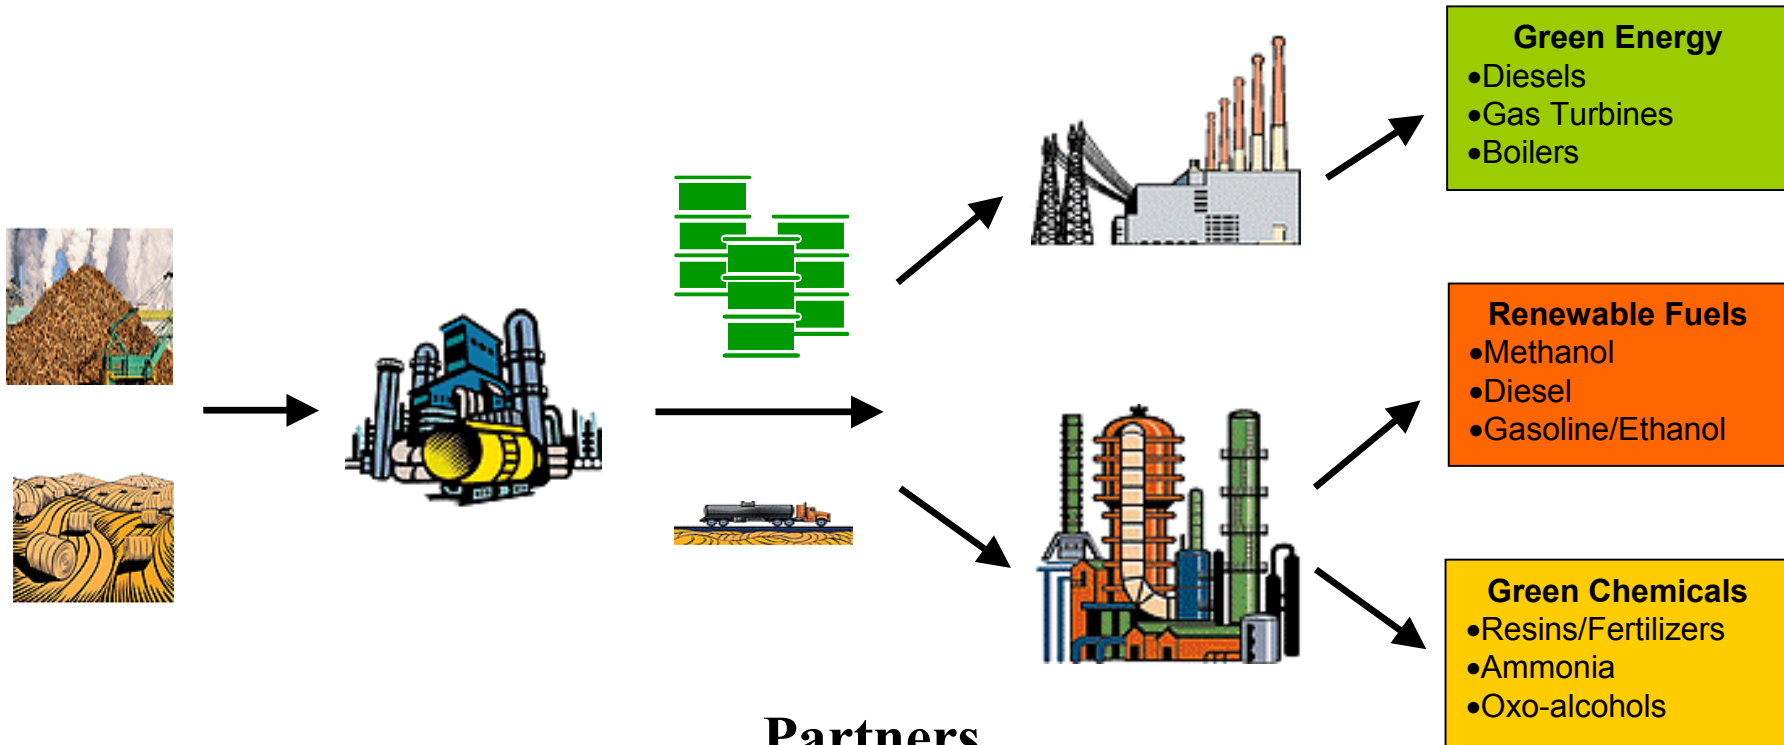 Green Energy
•Diesels
•Gas Turbines
•Boilers
Renewable Fuels
•Methanol
•Diesel
•Gasoline/Ethanol
Green Chemicals
•Resins/Fertilizers
•Ammonia
•Oxo-alcohols
Partners